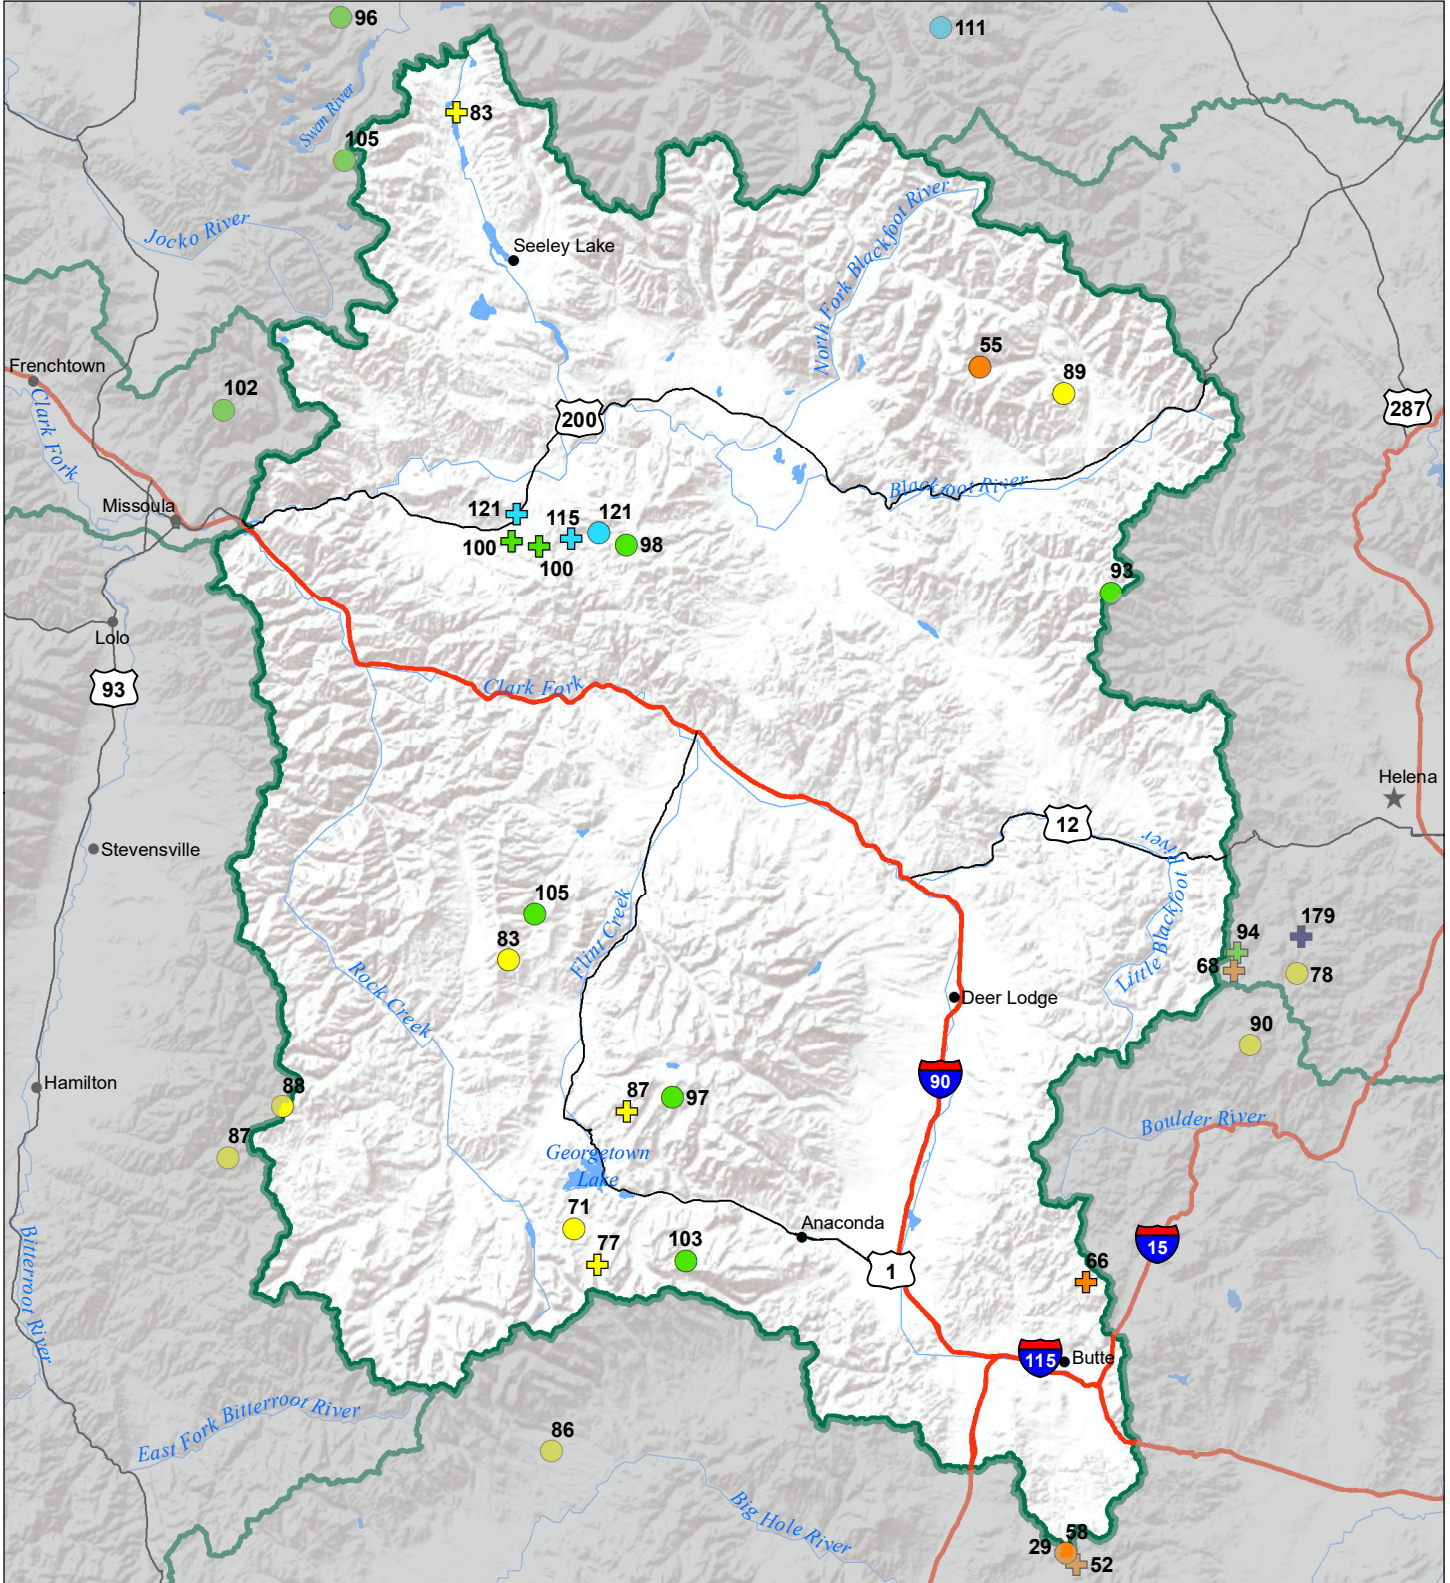 96
111
83
Swan River
105
Jocko River
North Fork Blackfoot River
Seeley Lake
55
Frenchtown
89
102
287
200
Clark Fork
Blackfoot River
Missoula
121
115
121
100
98
100
93
Lolo
93
Clark Fork
Helena
12
Stevensville
Little Blackfoot River
105
Flint Creek
179
94
83
68
78
Rock Creek
Deer Lodge
90
Hamilton
90
88
87
97
Boulder River
87
Georgetown
Lake
71
Anaconda
77
103
15
1
66
Bitterroot River
115
Butte
East Fork Bitterroot River
86
Big Hole River
58
29
52